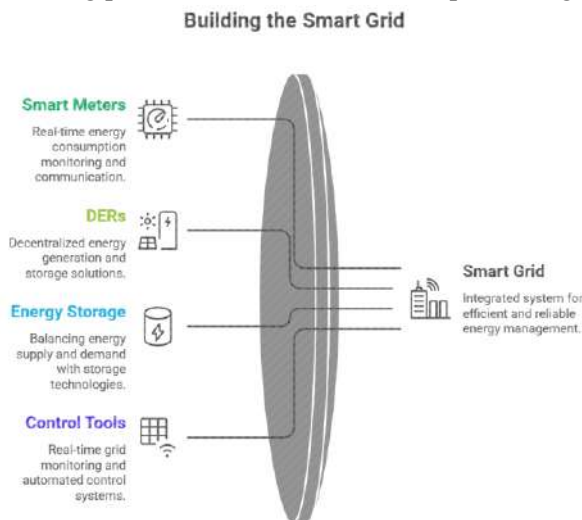 Building the Smart Grid
Smart Meters
Real-time energy
consumption
monitoring and
communication.
DERs
Decentralized energy
generation and
storage solutions.
Energy Storage
Balancing energy
supply and demand
with storage
technologies.
Control Tools
Real-time grid
monitoring and
automated control
systems.
Smart Grid
Integrated system for
efficient and reliable
energy management.